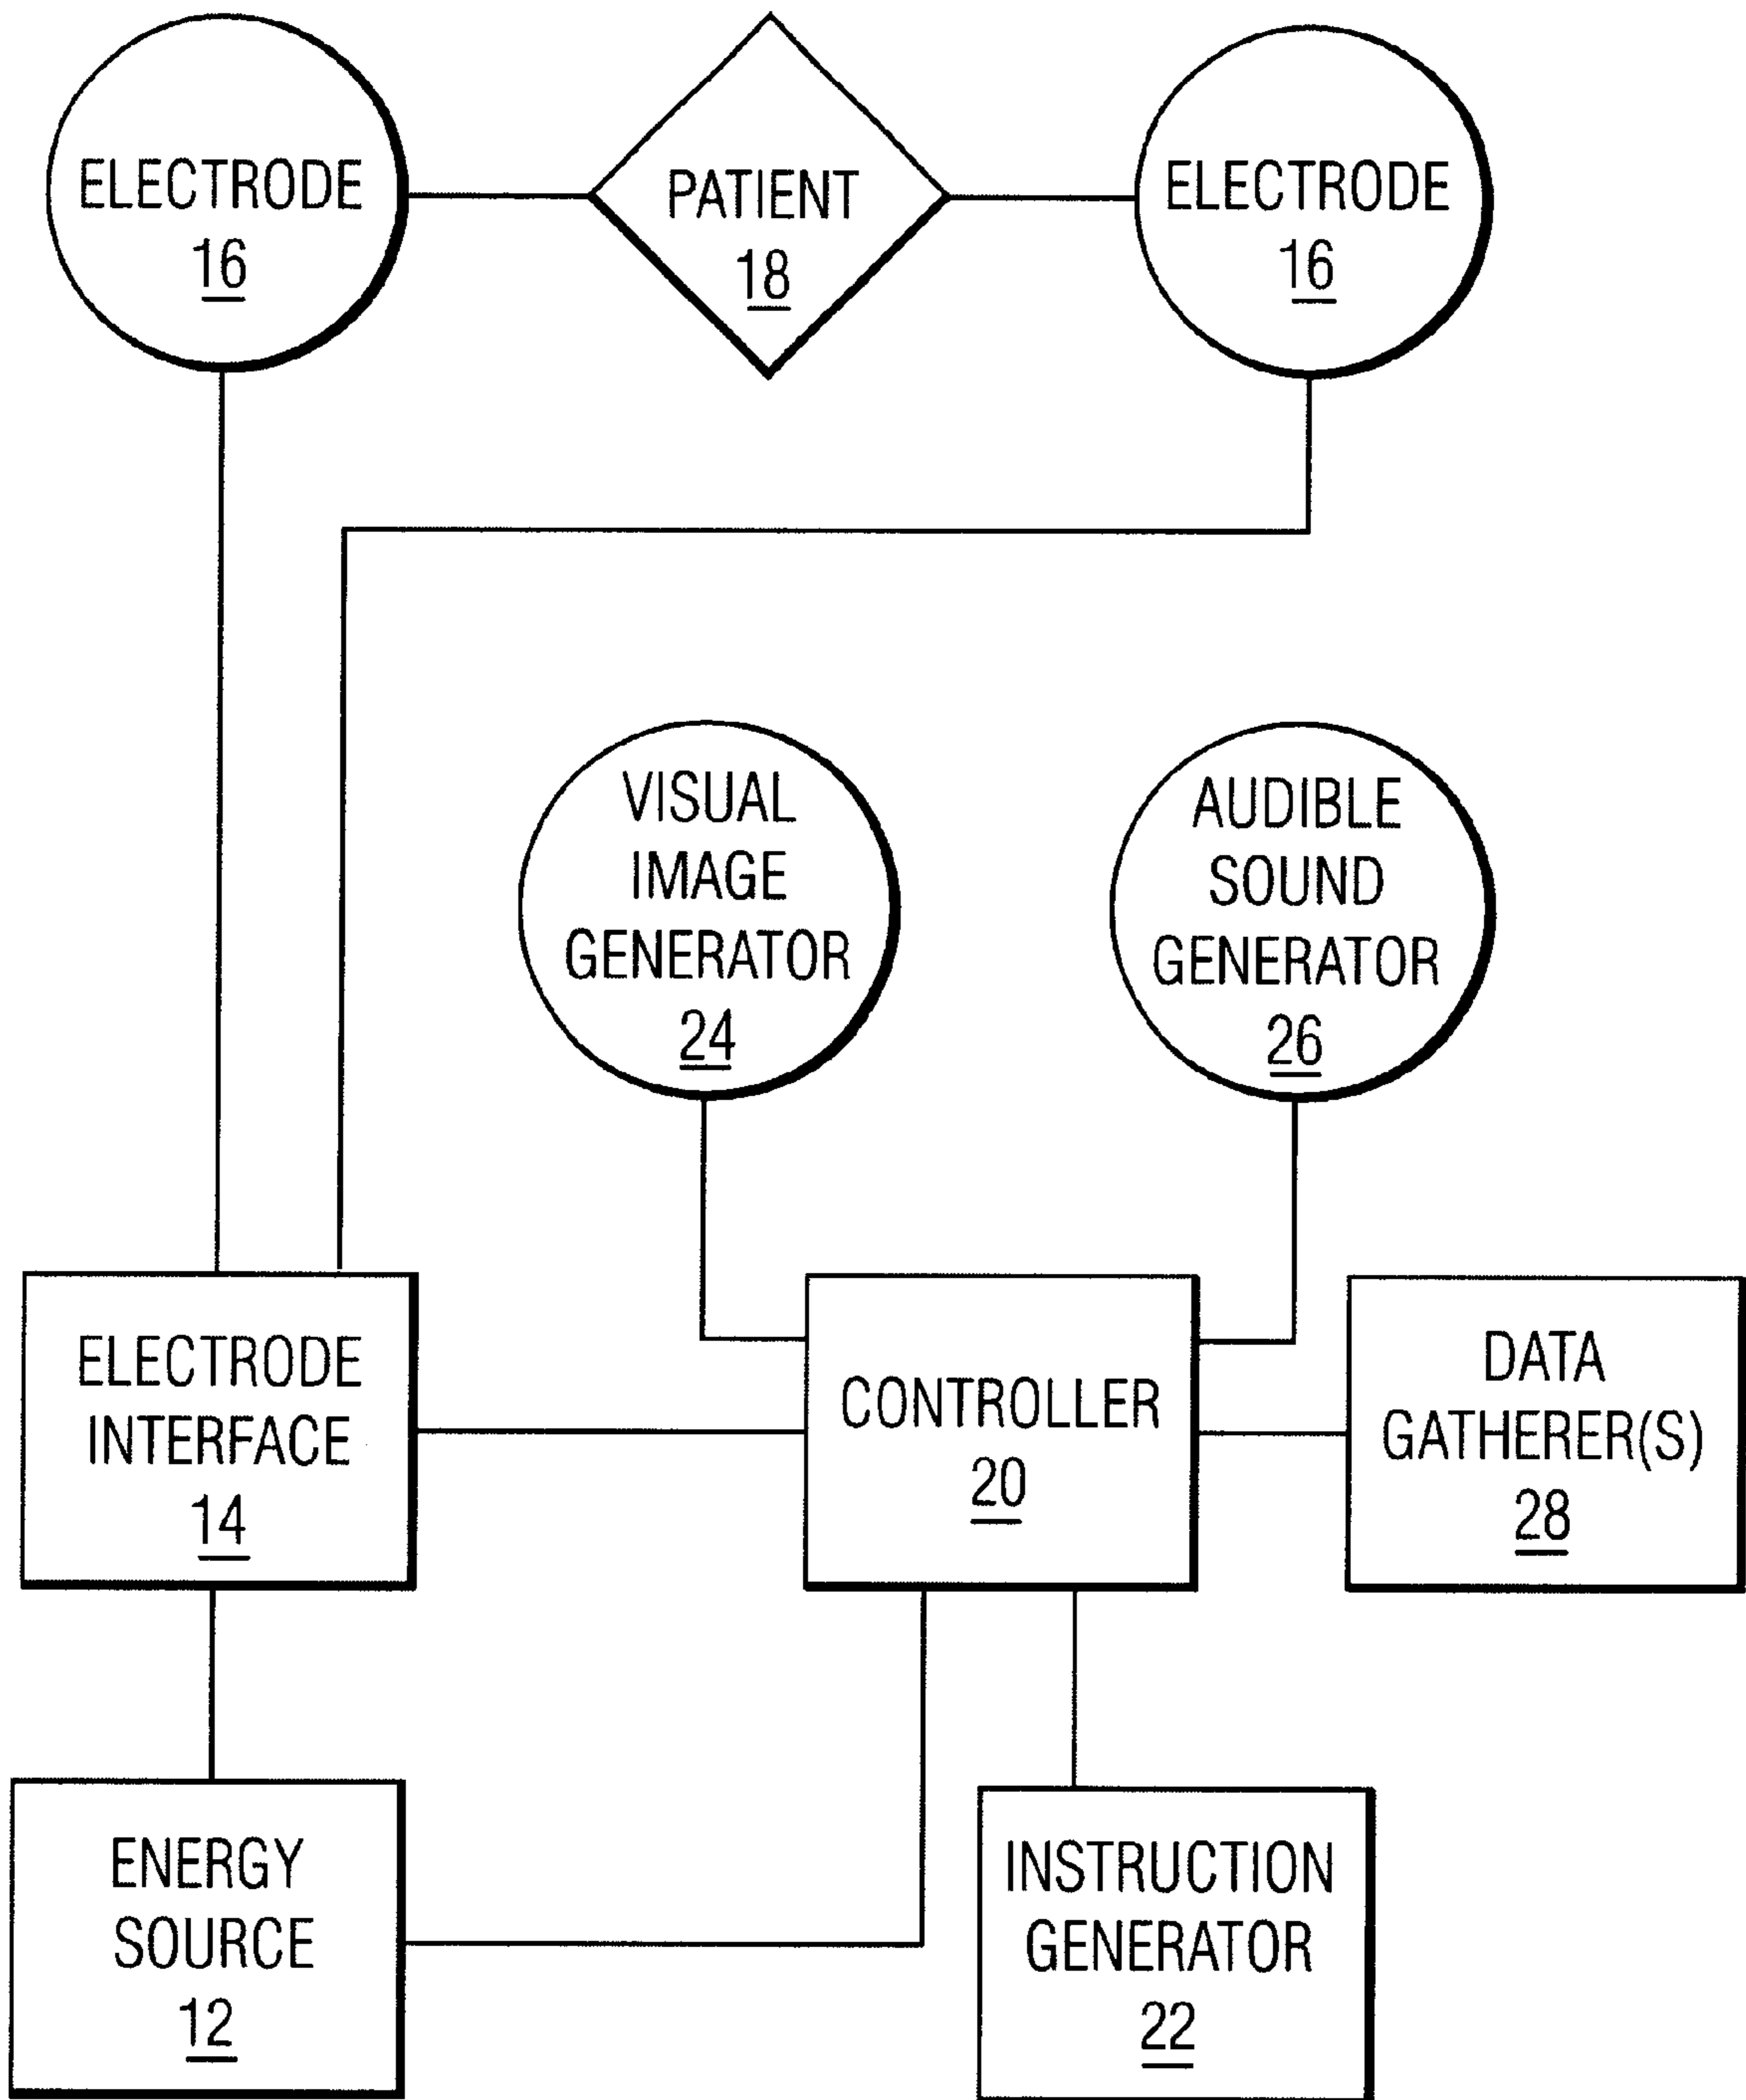 ELECTRODE
16
PATIENT
18
ELECTRODE
16
VISUAL
IMAGE
GENERATOR
24
AUDIBLE
SOUND
GENERATOR
26
ELECTRODE
INTERFACE
14
CONTROLLER
20
DATA
GATHERER(S)
28
ENERGY
SOURCE
12
INSTRUCTION
GENERATOR
22